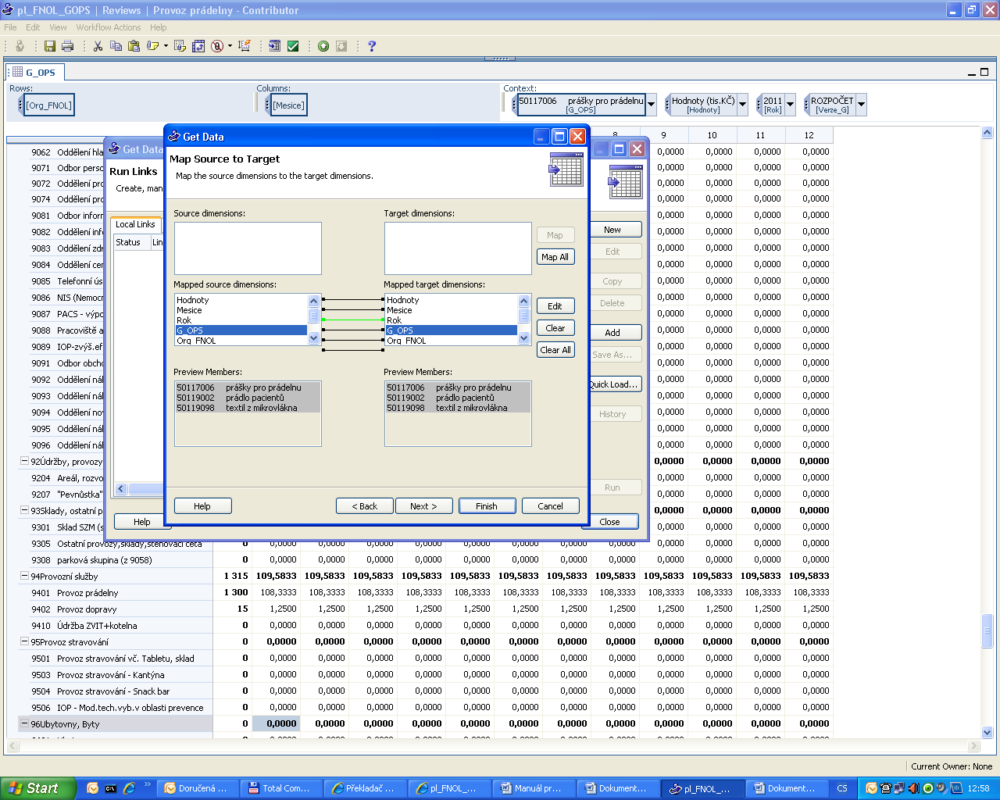 pl_FNOL_GOPS | Reviews | Provoz prádelny - Contributor
File Edit View Workflow Actions Help
G_OPS
Rows: Columns: Context:
[Org_FNOL] [Mesice] 50117006 prášky pro prádelnu [G_OPS] Hodnoty (tis.KČ) [Hodnoty] 2011 [Rok] ROZPOČET [Verze_G]
8 9 10 11 12
9062 Oddělení hla 0,0000 0,0000 0,0000 0,0000
9071 Odbor perso 0,0000 0,0000 0,0000 0,0000
9072 Oddělení pro 0,0000 0,0000 0,0000 0,0000
9074 Oddělení pro 0,0000 0,0000 0,0000 0,0000
9081 Odbor inforr 0,0000 0,0000 0,0000 0,0000
9082 Oddělení inf 0,0000 0,0000 0,0000 0,0000
9083 Oddělení zdr 0,0000 0,0000 0,0000 0,0000
9084 Oddělení cer 0,0000 0,0000 0,0000 0,0000
9085 Telefonní ús 0,0000 0,0000 0,0000 0,0000
9086 NIS (Nemocr 0,0000 0,0000 0,0000 0,0000
9087 PACS - výpo 0,0000 0,0000 0,0000 0,0000
9088 Pracoviště a 0,0000 0,0000 0,0000 0,0000
9089 IOP-zvýš.ef 0,0000 0,0000 0,0000 0,0000
9091 Odbor obcho 0,0000 0,0000 0,0000 0,0000
9092 Oddělení nák 0,0000 0,0000 0,0000 0,0000
9093 Oddělení nák 0,0000 0,0000 0,0000 0,0000
9094 Oddělení nov 0,0000 0,0000 0,0000 0,0000
9095 Oddělení nák 0,0000 0,0000 0,0000 0,0000
9096 Oddělení nák 0,0000 0,0000 0,0000 0,0000
92Údržby, provozy 0,0000 0,0000 0,0000 0,0000
9204 Areál, rozvo 0,0000 0,0000 0,0000 0,0000
9207 "Pevnůstka" 0,0000 0,0000 0,0000 0,0000
93Sklady, ostatní p 0,0000 0,0000 0,0000 0,0000
9301 Sklad SZM (s 0,0000 0,0000 0,0000 0,0000
9305 Ostatní provozy,sklady,stěhovací četa 0 0,0000 0,0000 0,0000 0,0000 0,0000 0,0000 0,0000 0,0000 0,0000 0,0000 0,0000 0,0000
9308 parková skupina (z 9058) 0 0,0000 0,0000 0,0000 0,0000 0,0000 0,0000 0,0000 0,0000 0,0000 0,0000 0,0000 0,0000
94Provozní služby 1 315 109,5833 109,5833 109,5833 109,5833 109,5833 109,5833 109,5833 109,5833 109,5833 109,5833 109,5833 109,5833
9401 Provoz prádelny 1 300 108,3333 108,3333 108,3333 108,3333 108,3333 108,3333 108,3333 108,3333 108,3333 108,3333 108,3333 108,3333
9402 Provoz dopravy 15 1,2500 1,2500 1,2500 1,2500 1,2500 1,2500 1,2500 1,2500 1,2500 1,2500 1,2500 1,2500
9410 Údržba ZVIT+kotelna 0 0,0000 0,0000 0,0000 0,0000 0,0000 0,0000 0,0000 0,0000 0,0000 0,0000 0,0000 0,0000
95Provoz stravování 0 0,0000 0,0000 0,0000 0,0000 0,0000 0,0000 0,0000 0,0000 0,0000 0,0000 0,0000 0,0000
9501 Provoz stravování vč. Tabletu, sklad 0 0,0000 0,0000 0,0000 0,0000 0,0000 0,0000 0,0000 0,0000 0,0000 0,0000 0,0000 0,0000
9503 Provoz stravování - Kantýna 0 0,0000 0,0000 0,0000 0,0000 0,0000 0,0000 0,0000 0,0000 0,0000 0,0000 0,0000 0,0000
9504 Provoz stravování - Snack bar 0 0,0000 0,0000 0,0000 0,0000 0,0000 0,0000 0,0000 0,0000 0,0000 0,0000 0,0000 0,0000
9506 IOP - Mod.tech.vyb.v oblasti prevence 0 0,0000 0,0000 0,0000 0,0000 0,0000 0,0000 0,0000 0,0000 0,0000 0,0000 0,0000 0,0000
96Ubytovny, Byty 0 0,0000 0,0000 0,0000 0,0000 0,0000 0,0000 0,0000 0,0000 0,0000 0,0000 0,0000 0,0000
Get Data
Run Links
Create, man
Local Links
Status Lin
New
Edit
Copy
Delete
Add
Save As...
Quick Load...
History
Run
Help Close
Get Data
Map Source to Target
Map the source dimensions to the target dimensions.
Source dimensions: Target dimensions:
Map
Map All
Mapped source dimensions: Mapped target dimensions:
Hodnoty Hodnoty
Mesice Mesice
Rok Rok
G_OPS G_OPS
Org_FNOL Org_FNOL
Edit
Clear
Clear All
Preview Members: Preview Members:
50117006 prášky pro prádelnu 50117006 prášky pro prádelnu
50119002 prádlo pacientů 50119002 prádlo pacientů
50119098 textil z mikrovlákna 50119098 textil z mikrovlákna
Help < Back Next > Finish Cancel
Current Owner: None
Start Doručená ... Total Com... Překladač ... pl_FNOL_... Manuál pr... Dokument... pl_FNOL_... Dokument... CS 12:58